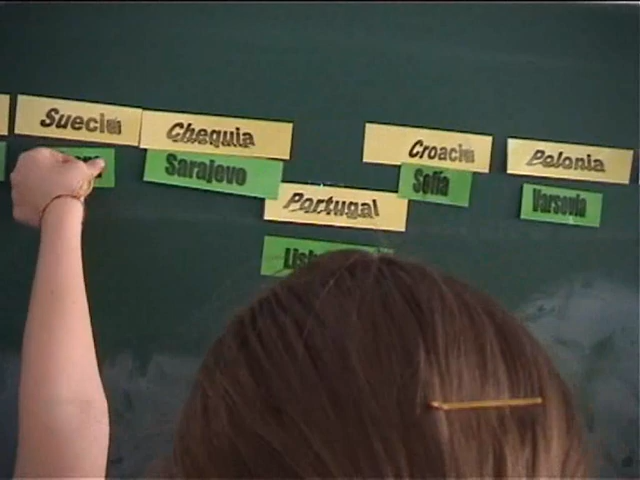 Suecia
Chequia
Sarajevo
Portugal
Croacia
Sofía
Polonia
Varsovia